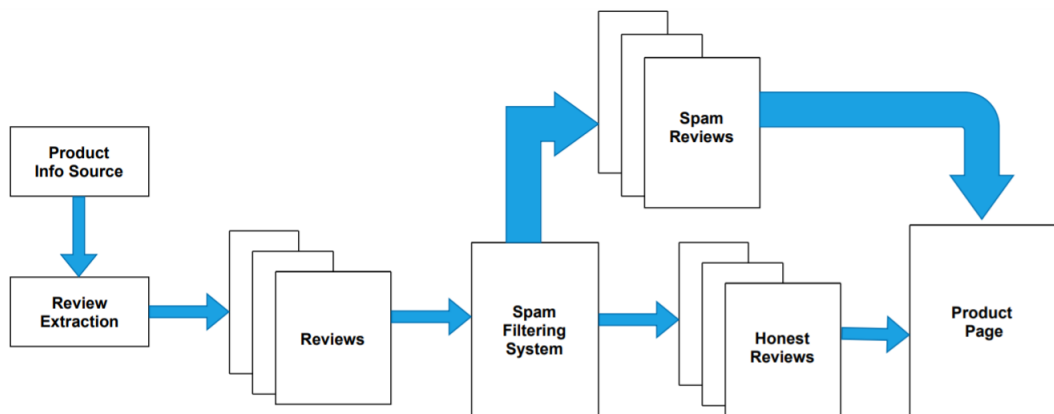 Product
Info Source
Review
Extraction
Reviews
Spam
Filtering
System
Spam
Reviews
Honest
Reviews
Product
Page